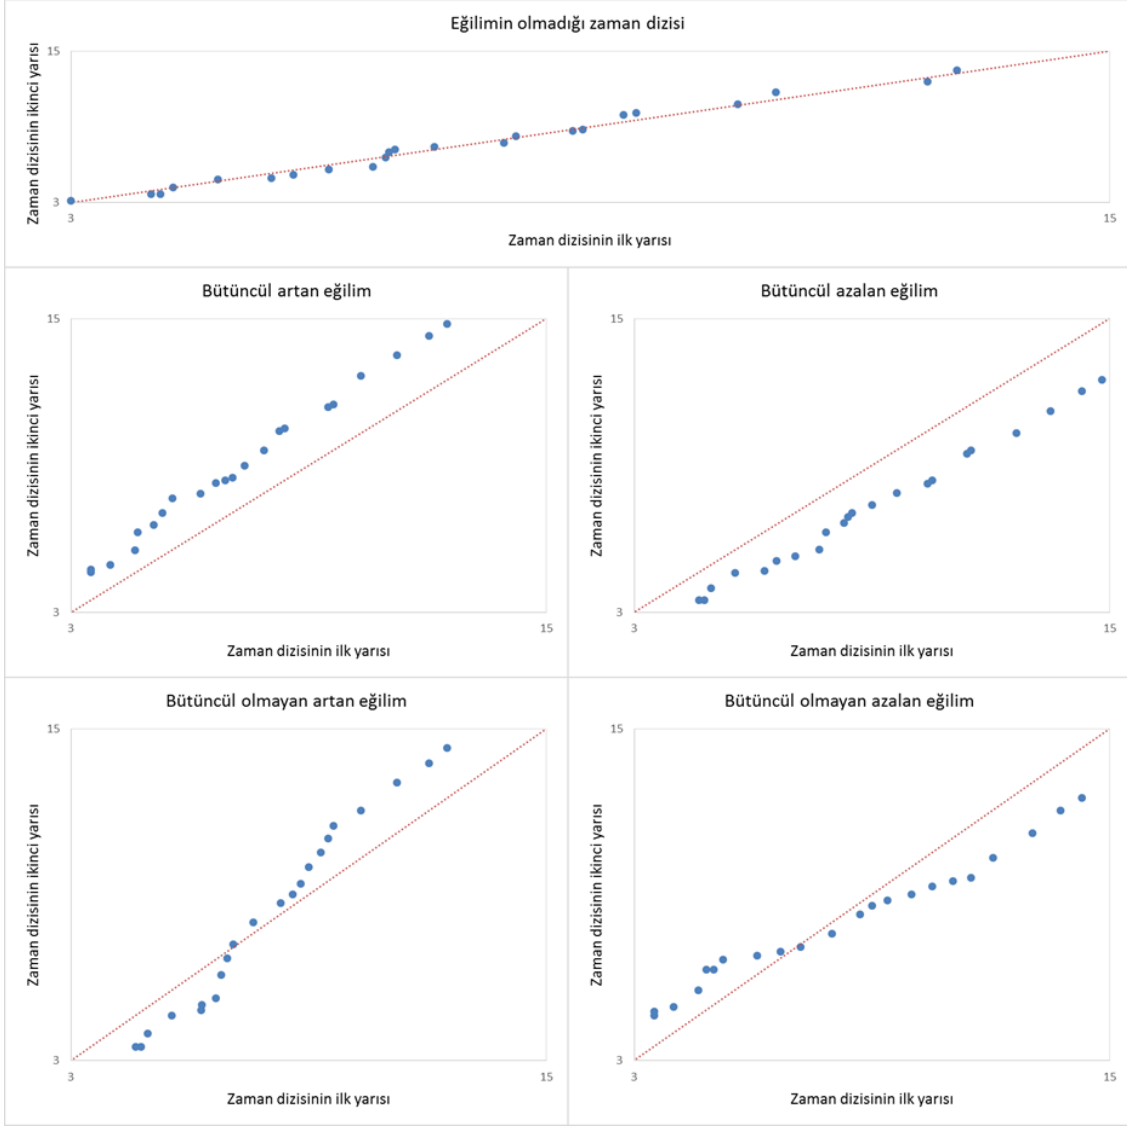 Eğilimin olmadığı zaman dizisi
Zaman dizisinin ikinci yarısı
15
3
3
15
Zaman dizisinin ilk yarısı
Bütüncül artan eğilim
Zaman dizisinin ikinci yarısı
15
3
3
15
Zaman dizisinin ilk yarısı
Bütüncül azalan eğilim
Zaman dizisinin ikinci yarısı
15
3
3
15
Zaman dizisinin ilk yarısı
Bütüncül olmayan artan eğilim
Zaman dizisinin ikinci yarısı
15
3
3
15
Zaman dizisinin ilk yarısı
Bütüncül olmayan azalan eğilim
Zaman dizisinin ikinci yarısı
15
3
3
15
Zaman dizisinin ilk yarısı